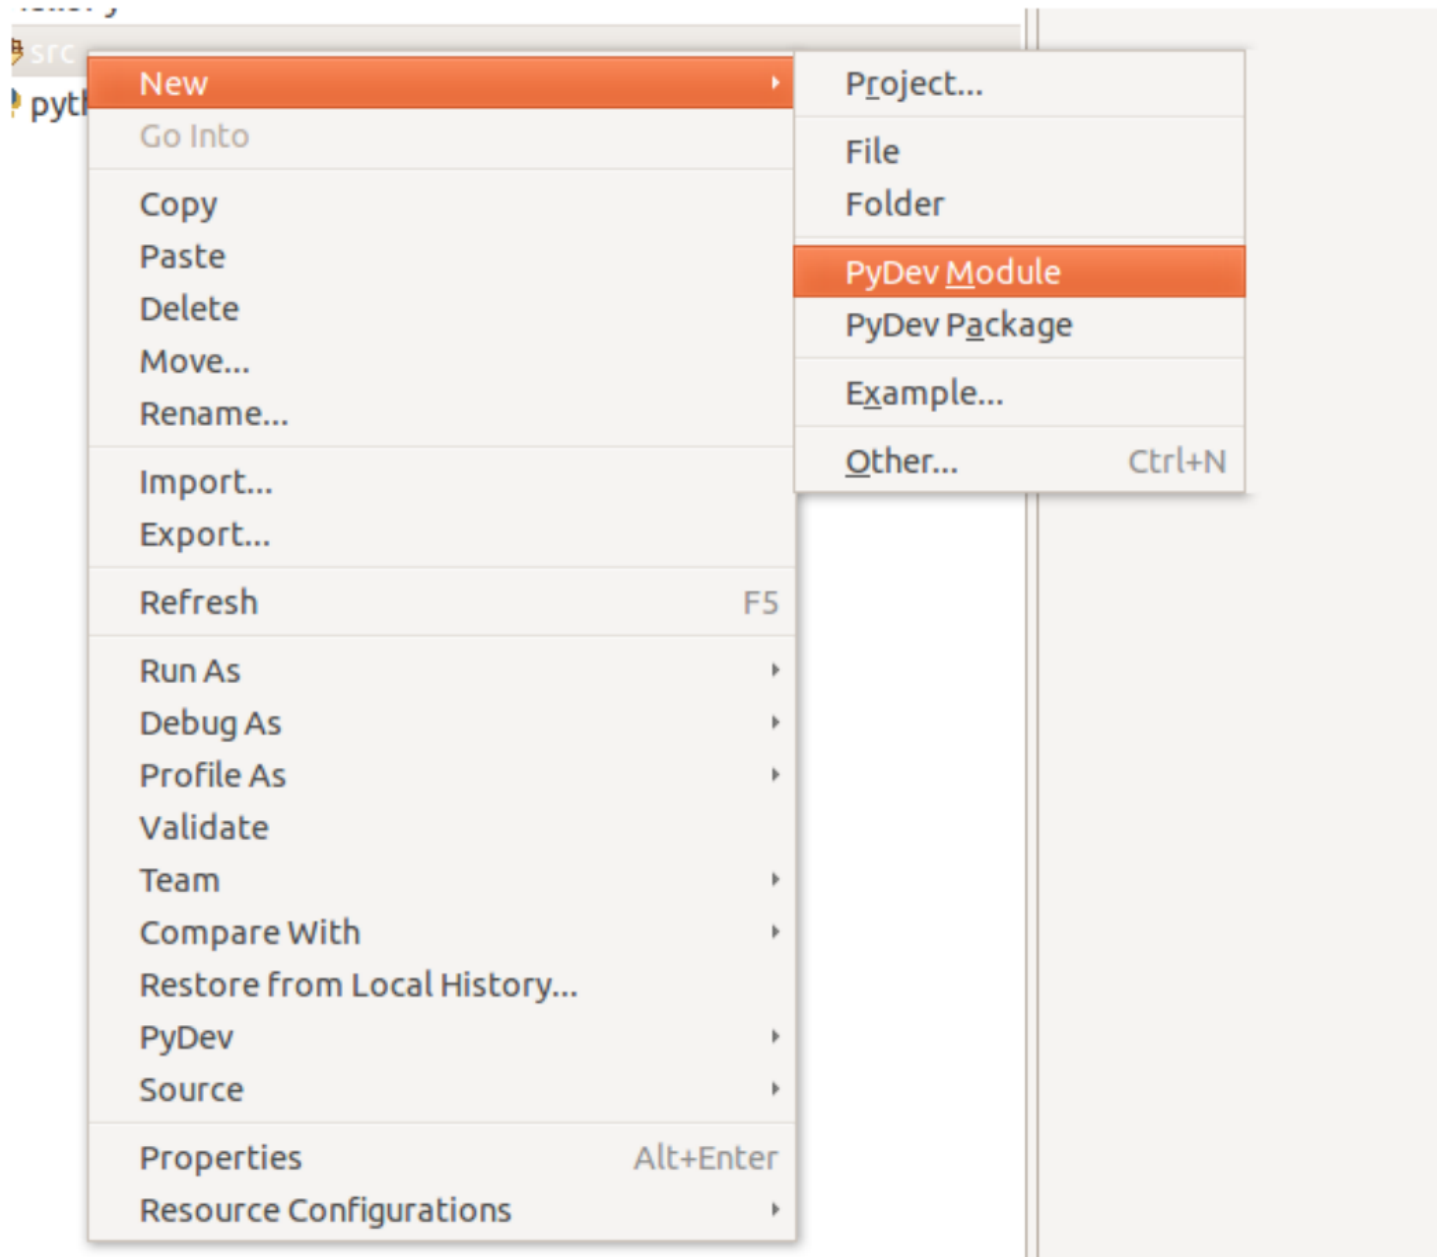 src
New
Go Into
Copy
Paste
Delete
Move...
Rename...
Import...
Export...
Refresh F5
Run As
Debug As
Profile As
Validate
Team
Compare With
Restore from Local History...
PyDev
Source
Properties Alt+Enter
Resource Configurations
Project...
File
Folder
PyDev Module
PyDev Package
Example...
Other... Ctrl+N